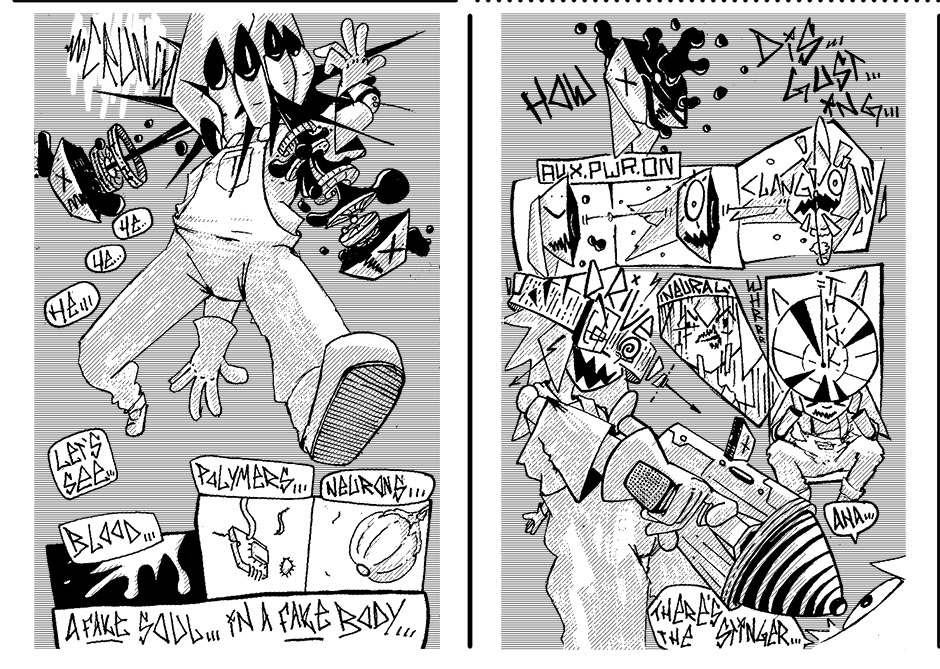 CRUNCH
HE..
HE..
HE...
LET'S
SEE...
POLYMERS...
NEURONS...
BLOOD...
A FAKE SOUL... IN A FAKE BODY...
HOW
DIS...
GUST...
ING...
AUX.PWR.ON
CLANG
NEURAL
WHRRR
THUNK
ANA...
THERE'S
THE STINGER...